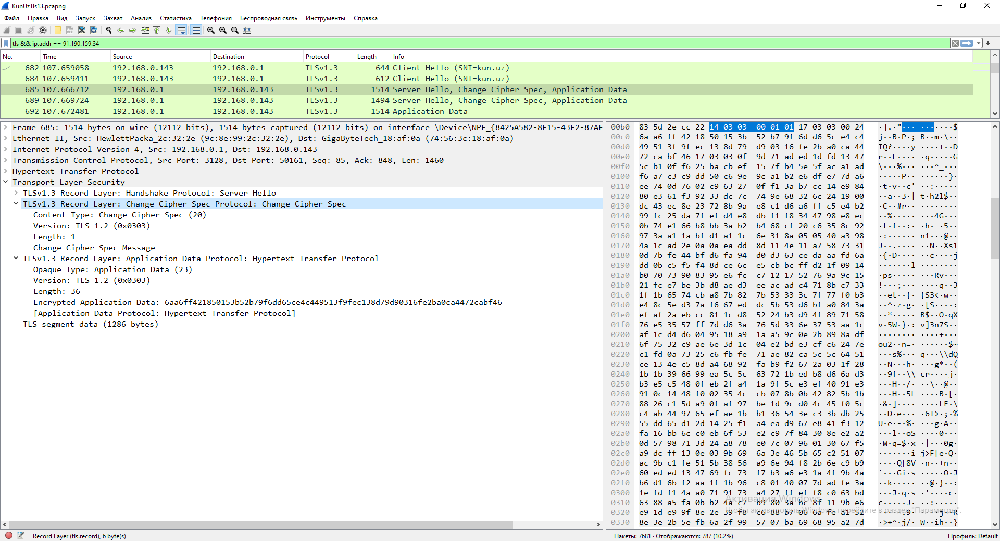 KunUzTls13.pcapng
Файл Правка Вид Запуск Захват Анализ Статистика Телефония Беспроводная связь Инструменты Справка
tls && ip.addr == 91.190.159.34
No. Time Source Destination Protocol Length Info
682 107.659058 192.168.0.143 192.168.0.1 TLSv1.3 644 Client Hello (SNI=kun.uz)
684 107.659411 192.168.0.143 192.168.0.1 TLSv1.3 612 Client Hello (SNI=kun.uz)
685 107.666712 192.168.0.1 192.168.0.143 TLSv1.3 1514 Server Hello, Change Cipher Spec, Application Data
689 107.669724 192.168.0.1 192.168.0.143 TLSv1.3 1494 Server Hello, Change Cipher Spec, Application Data
692 107.672481 192.168.0.1 192.168.0.143 TLSv1.3 1514 Application Data
Frame 685: 1514 bytes on wire (12112 bits), 1514 bytes captured (12112 bits) on interface \Device\NPF_{8425A582-8F15-43F2-87AF
Ethernet II, Src: HewlettPacka_2c:32:2e (9c:8e:99:2c:32:2e), Dst: GigaByteTech_18:af:0a (74:56:3c:18:af:0a)
Internet Protocol Version 4, Src: 192.168.0.1, Dst: 192.168.0.143
Transmission Control Protocol, Src Port: 3128, Dst Port: 50161, Seq: 85, Ack: 848, Len: 1460
Hypertext Transfer Protocol
Transport Layer Security
TLSv1.3 Record Layer: Handshake Protocol: Server Hello
TLSv1.3 Record Layer: Change Cipher Spec Protocol: Change Cipher Spec
Content Type: Change Cipher Spec (20)
Version: TLS 1.2 (0x0303)
Length: 1
Change Cipher Spec Message
TLSv1.3 Record Layer: Application Data Protocol: Hypertext Transfer Protocol
Opaque Type: Application Data (23)
Version: TLS 1.2 (0x0303)
Length: 36
Encrypted Application Data: 6aa6ff421850153b52b79f6dd65ce4c449513f9fec138d79d90316fe2ba0ca4472cabf46
[Application Data Protocol: Hypertext Transfer Protocol]
TLS segment data (1286 bytes)
00b0 83 5d 2e cc 22 14 03 03 00 01 01 17 03 03 00 24
00c0 6a a6 ff 42 18 50 15 3b 52 b7 9f 6d d6 5c e4 c4
00d0 49 51 3f 9f ec 13 8d 79 d9 03 16 fe 2b a0 ca 44
00e0 72 ca bf 46 17 03 03 0f 9d 71 ad ed 1d fd 13 47
00f0 5c b1 0f f6 25 ba cb ef 15 7f b4 5e 5f ac a1 ad
0100 f6 a7 c3 c9 dd 50 c6 9e 9c a1 b2 e6 df e7 7d a6
0110 ee 74 0d 76 02 c9 63 27 0f f1 3a b7 cc 14 e9 84
0120 80 e3 61 f3 92 33 dc 7c 74 9e 68 32 6c 24 19 00
0130 dc 43 ec 8e 23 72 8b 9a e8 c1 d6 a6 ff c5 e4 b2
0140 99 fc 25 da 7f ef d4 e8 db f1 f8 34 47 98 e8 ec
0150 0b 74 e1 66 b8 bb 3a b2 b4 68 cf 20 c6 35 8c 92
0160 97 3a a1 1a bf d1 a1 1c 6e 31 8a 05 05 40 a3 98
0170 4a 1c ad 2e 0a 0a ea dd 8d 11 4e 11 a7 58 73 31
0180 0d 7b fe 44 bf d6 fa 94 d0 d3 63 ce da aa fd 6a
0190 dd 0b c5 f5 f4 8d ce 6c e5 cb bc ff d2 1f 09 14
01a0 b0 70 73 90 83 95 e6 fc c7 12 17 52 76 9a 9c 15
01b0 21 fc e7 be 3b d8 ae d3 ee ac ad c4 71 8b c7 33
01c0 1f 1b 65 74 cb a8 7b 82 7b 53 33 3c 7f 77 f0 b3
01d0 e4 8c 5e d3 7a f6 67 ed dc 5b 53 d6 bf a0 84 3a
01e0 ef af 2a eb cc 81 1c d8 52 24 b3 d9 4f 89 71 58
01f0 76 e5 35 57 ff 7d d6 3a 76 5d 33 6e 37 53 aa 1c
0200 af 1c d4 d6 04 95 18 a9 1a a5 9c 0e 2b 89 8a df
0210 6f 75 32 c9 ae 6e 3d 1c 04 e2 bd e3 cf c6 24 7e
0220 c1 fd 0a 73 25 c6 fb fe 71 ae 82 ca 5c 5c 64 51
0230 ce 13 4e c5 8d a4 68 92 fa b9 f2 67 2a 03 1f 28
0240 1b 1b 39 66 99 ea 5c 5c 63 72 1b ed b8 d6 6a d3
0250 b3 e5 c5 48 0f eb 2f a4 1a 9f 5c e3 ef 40 91 e3
0260 91 0c 14 48 f0 02 35 4c cb 07 8b 0b 42 82 5b 1b
0270 88 26 c1 5d a9 0f af 97 be 1d 9c d0 4c 45 f0 5c
0280 c4 ab 44 97 65 ef ae 1b b1 36 54 3e c3 3b db 25
0290 55 dd 65 d1 2d 14 25 f1 a4 ea d9 67 e8 41 f3 12
02a0 fa 16 bb 6c c0 eb 6f 53 e2 c9 7f 84 30 8e e2 a2
02b0 0d 57 98 71 3d 24 a8 78 e0 7c 07 96 01 30 67 f5
02c0 a9 dc ff 13 0e 03 9b 69 6a 3e 46 5b 65 c2 51 07
02d0 ac 9b c1 fe 51 5b 38 56 a9 6e 94 f8 2b 6e c9 b9
02e0 60 ed ed 13 47 69 fc 73 f7 b3 a6 e3 1a 4f 9b 4a
02f0 b6 d1 6b f2 aa 1f 1b 96 c8 01 40 07 7d ad fe 3a
0300 1e fd f1 4a a0 71 91 73 a4 27 ff ef f8 c0 63 bd
0310 63 88 a5 fa 0b b2 4a c7 b9 80 3a bc 8f 11 9b e6
0320 e9 1d e9 9f 8e 2e 39 f8 c6 88 b7 06 6a fe a1 52
0330 8e 3e 2b 5e fb 6a 2f 99 57 07 ba 69 68 95 a2 7d
Активация Windows
Чтобы активировать Windows, перейдите в раздел "Параметры".
Record Layer (tls.record), 6 byte(s)
Пакеты: 7681 · Отображаются: 787 (10.2%)
Профиль: Default